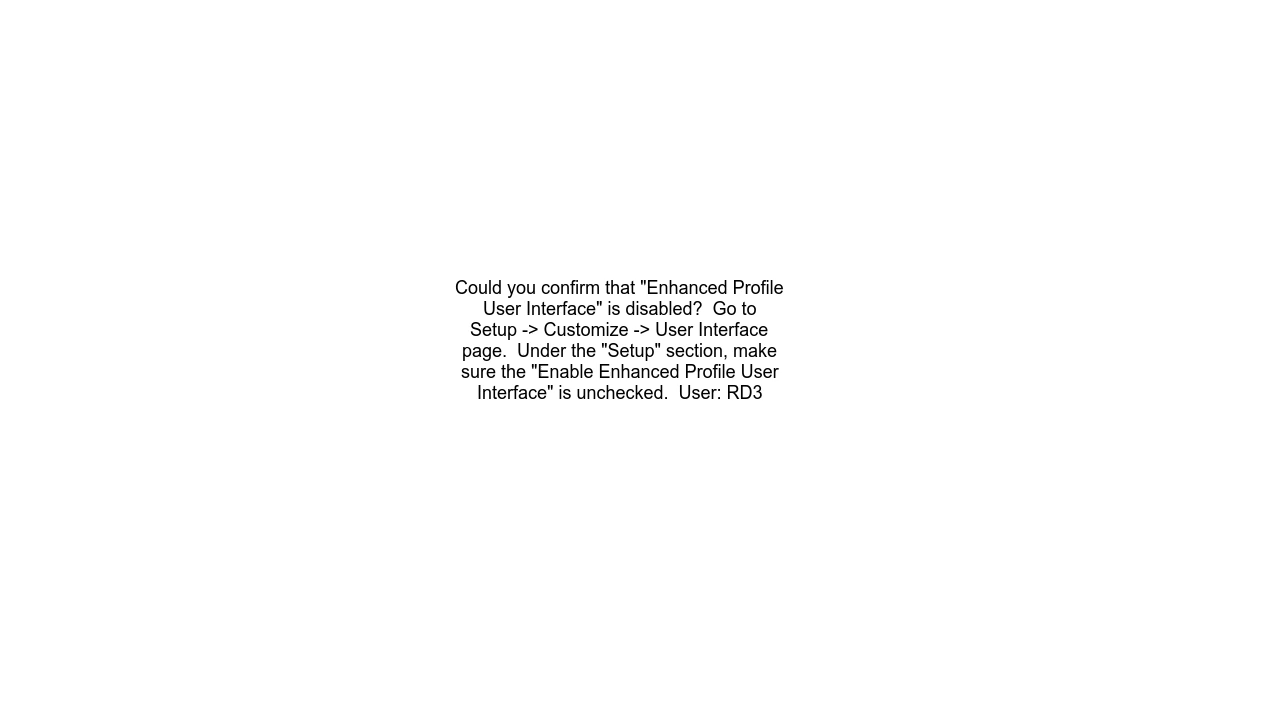 Could you confirm that "Enhanced Profile
User Interface" is disabled?  Go to
Setup -> Customize -> User Interface
page.  Under the "Setup" section, make
sure the "Enable Enhanced Profile User
Interface" is unchecked.  User: RD3